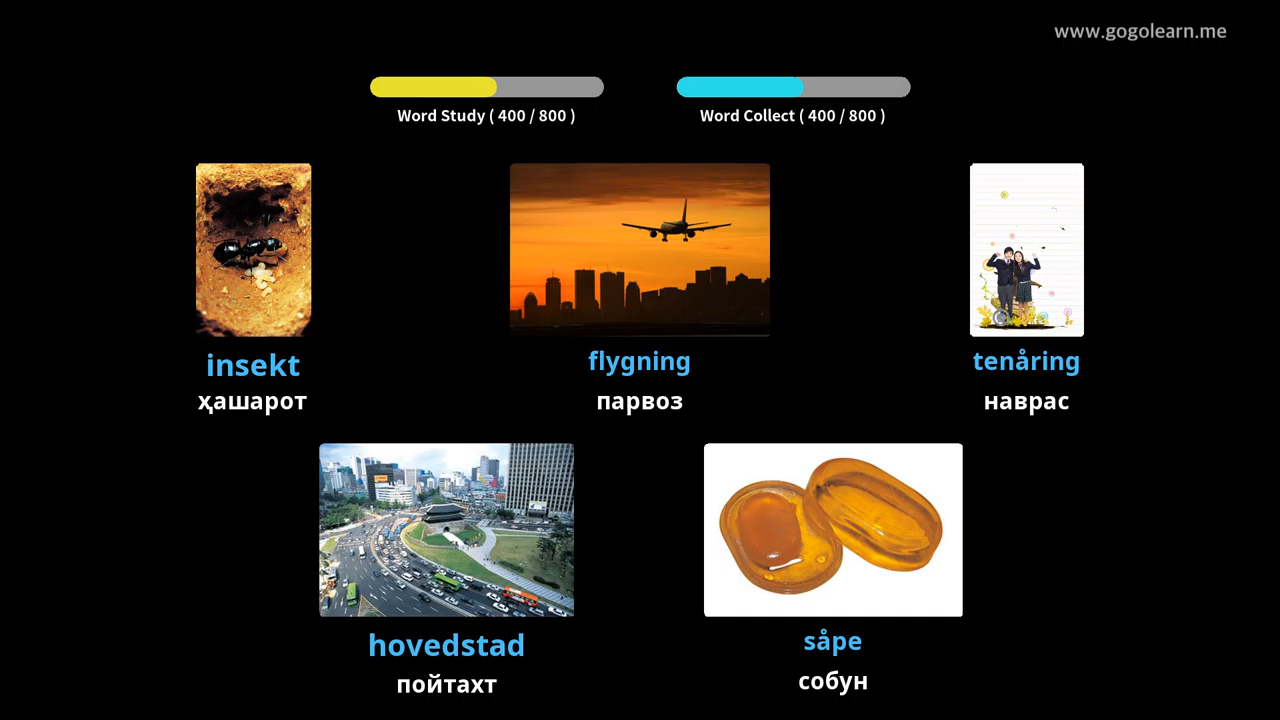 www.gogolearn.me
Word Study ( 400 / 800 )
Word Collect ( 400 / 800 )
insekt
ҳашарот
flygning
парвоз
tenåring
наврас
hovedstad
пойтахт
såpe
собун